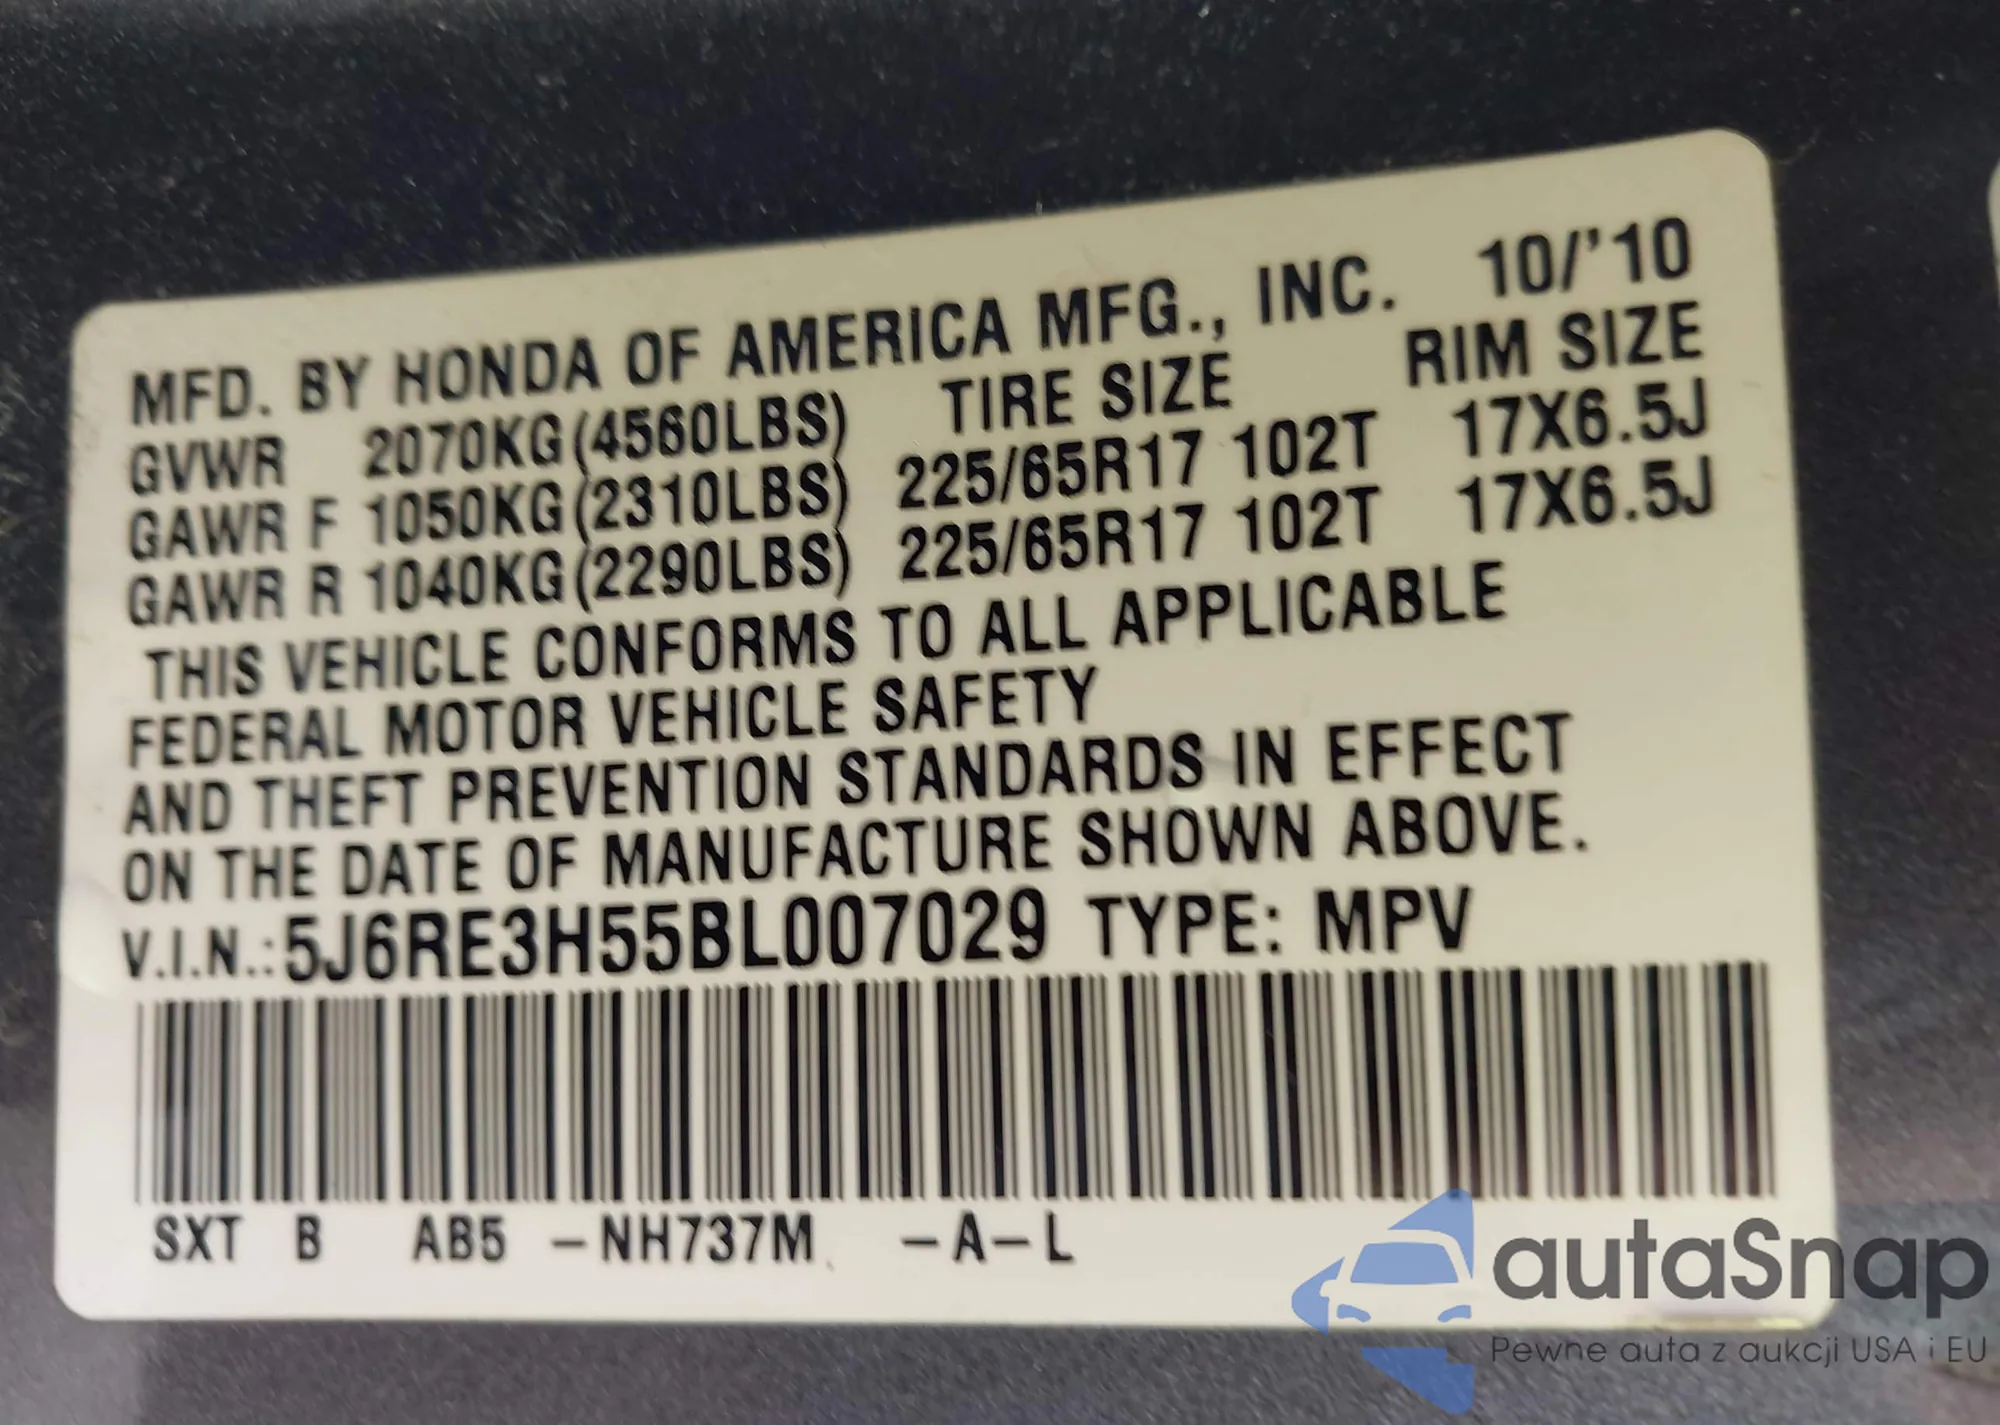 MFD. BY HONDA OF AMERICA MFG., INC. 10/'10
GVWR 2070KG(4560LBS) TIRE SIZE RIM SIZE
GAWR F 1050KG(2310LBS) 225/65R17 102T 17X6.5J
GAWR R 1040KG(2290LBS) 225/65R17 102T 17X6.5J
THIS VEHICLE CONFORMS TO ALL APPLICABLE
FEDERAL MOTOR VEHICLE SAFETY
AND THEFT PREVENTION STANDARDS IN EFFECT
ON THE DATE OF MANUFACTURE SHOWN ABOVE.
V.I.N.:5J6RE3H55BL007029 TYPE: MPV
SXT B AB5 -NH737M -A-L
autaSnap
Pewne auta z aukcji USA i EU